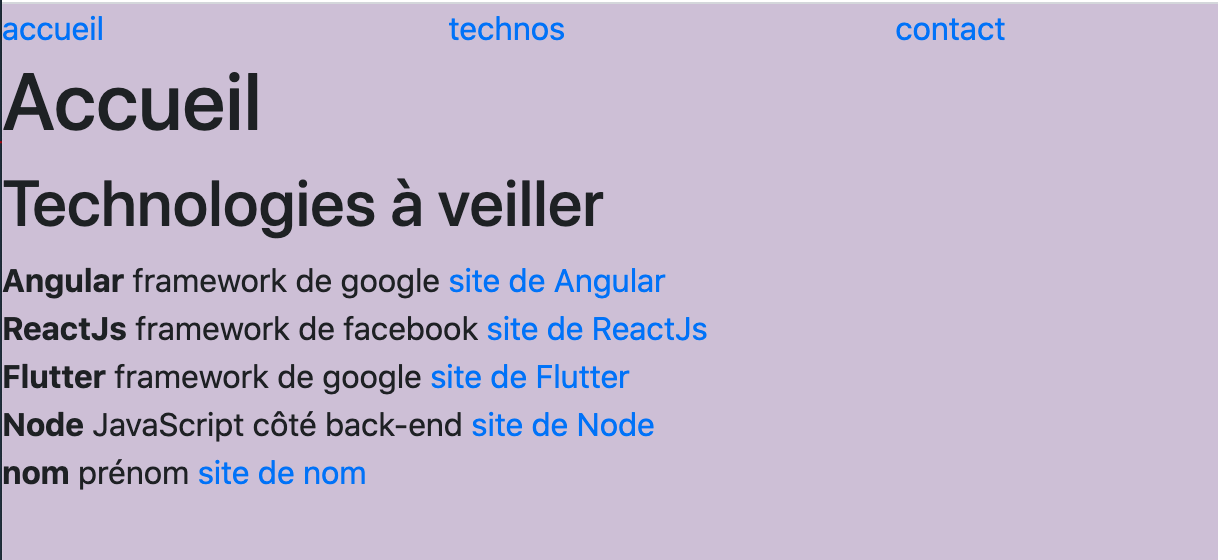 accueil technos contact
Accueil
Technologies à veiller
Angular framework de google site de Angular
ReactJs framework de facebook site de ReactJs
Flutter framework de google site de Flutter
Node JavaScript côté back-end site de Node
nom prénom site de nom